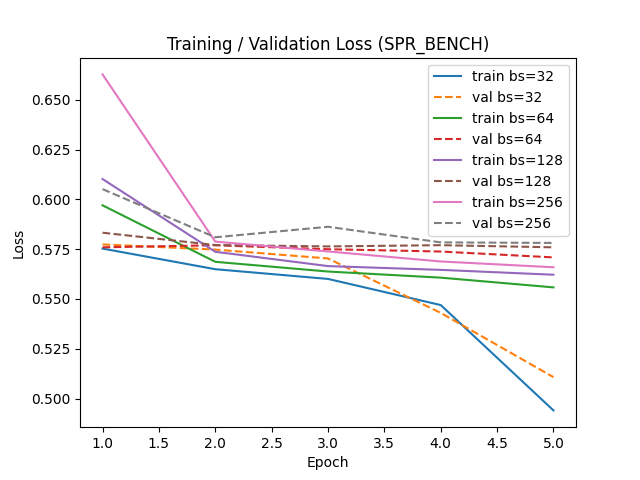 Training / Validation Loss (SPR_BENCH)
train bs=32
val bs=32
train bs=64
val bs=64
train bs=128
val bs=128
train bs=256
val bs=256
Loss
0.650
0.625
0.600
0.575
0.550
0.525
0.500
1.0 1.5 2.0 2.5 3.0 3.5 4.0 4.5 5.0
Epoch